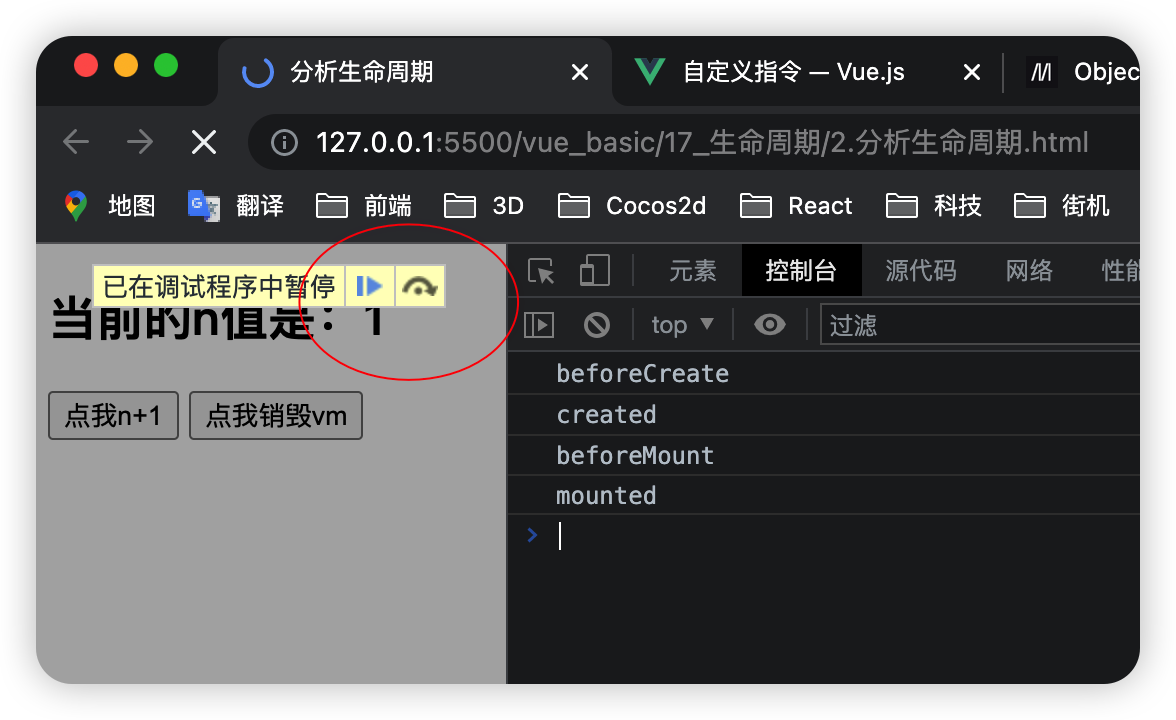 分析生命周期
自定义指令 — Vue.js
Objec
127.0.0.1:5500/vue_basic/17_生命周期/2.分析生命周期.html
地图 翻译 前端 3D Cocos2d React 科技 街机
已在调试程序中暂停
当前的n值是：1
点我n+1 点我销毁vm
元素 控制台 源代码 网络 性能
top 过滤
beforeCreate
created
beforeMount
mounted